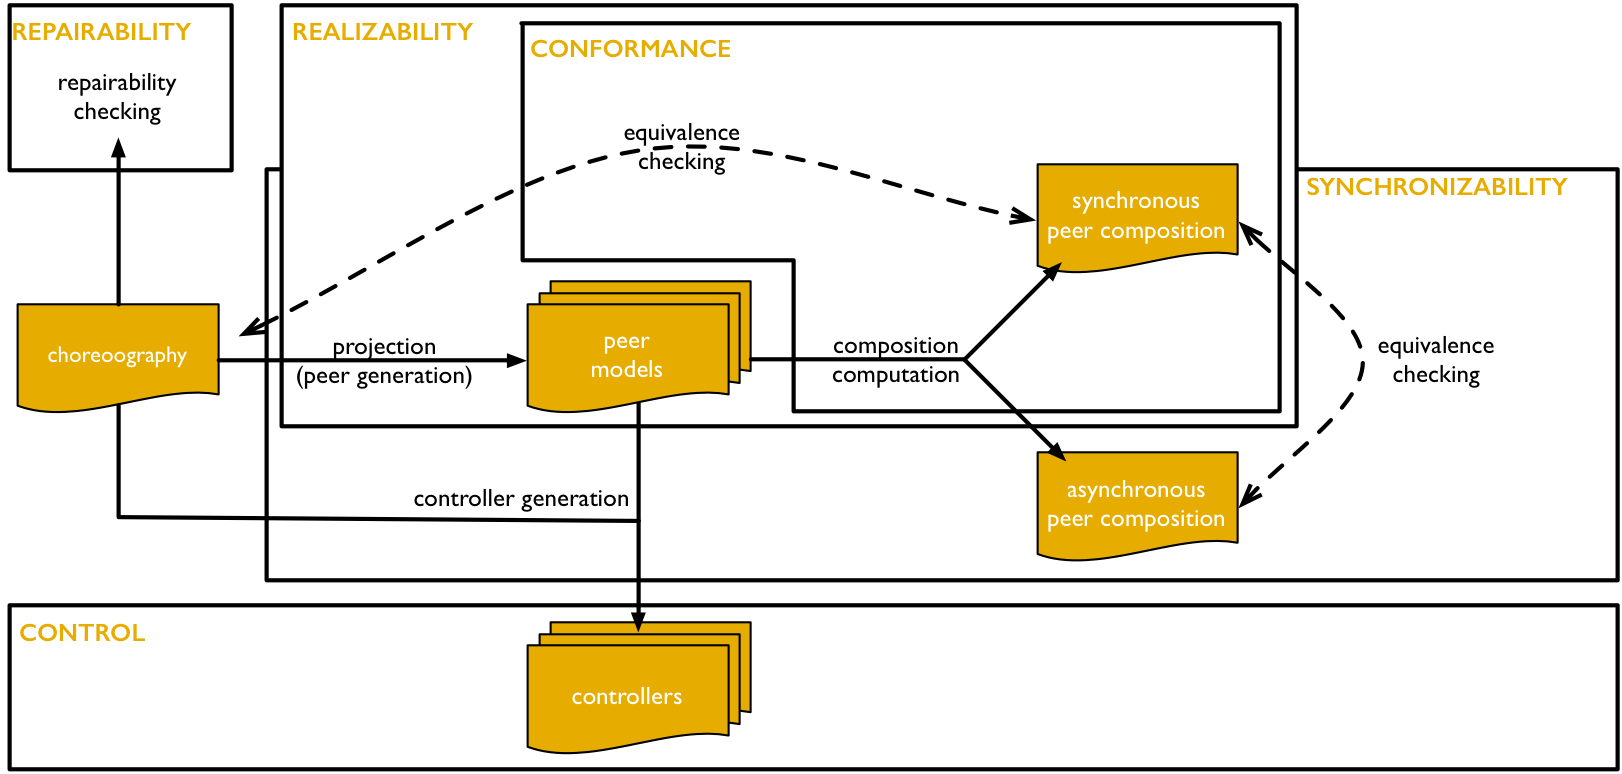 REPAIRABILITY
repairability
checking
REALIZABILITY
CONFORMANCE
equivalence
checking
synchronous
peer composition
SYNCHRONIZABILITY
choreoography
projection
(peer generation)
peer
models
composition
computation
equivalence
checking
controller generation
asynchronous
peer composition
CONTROL
controllers